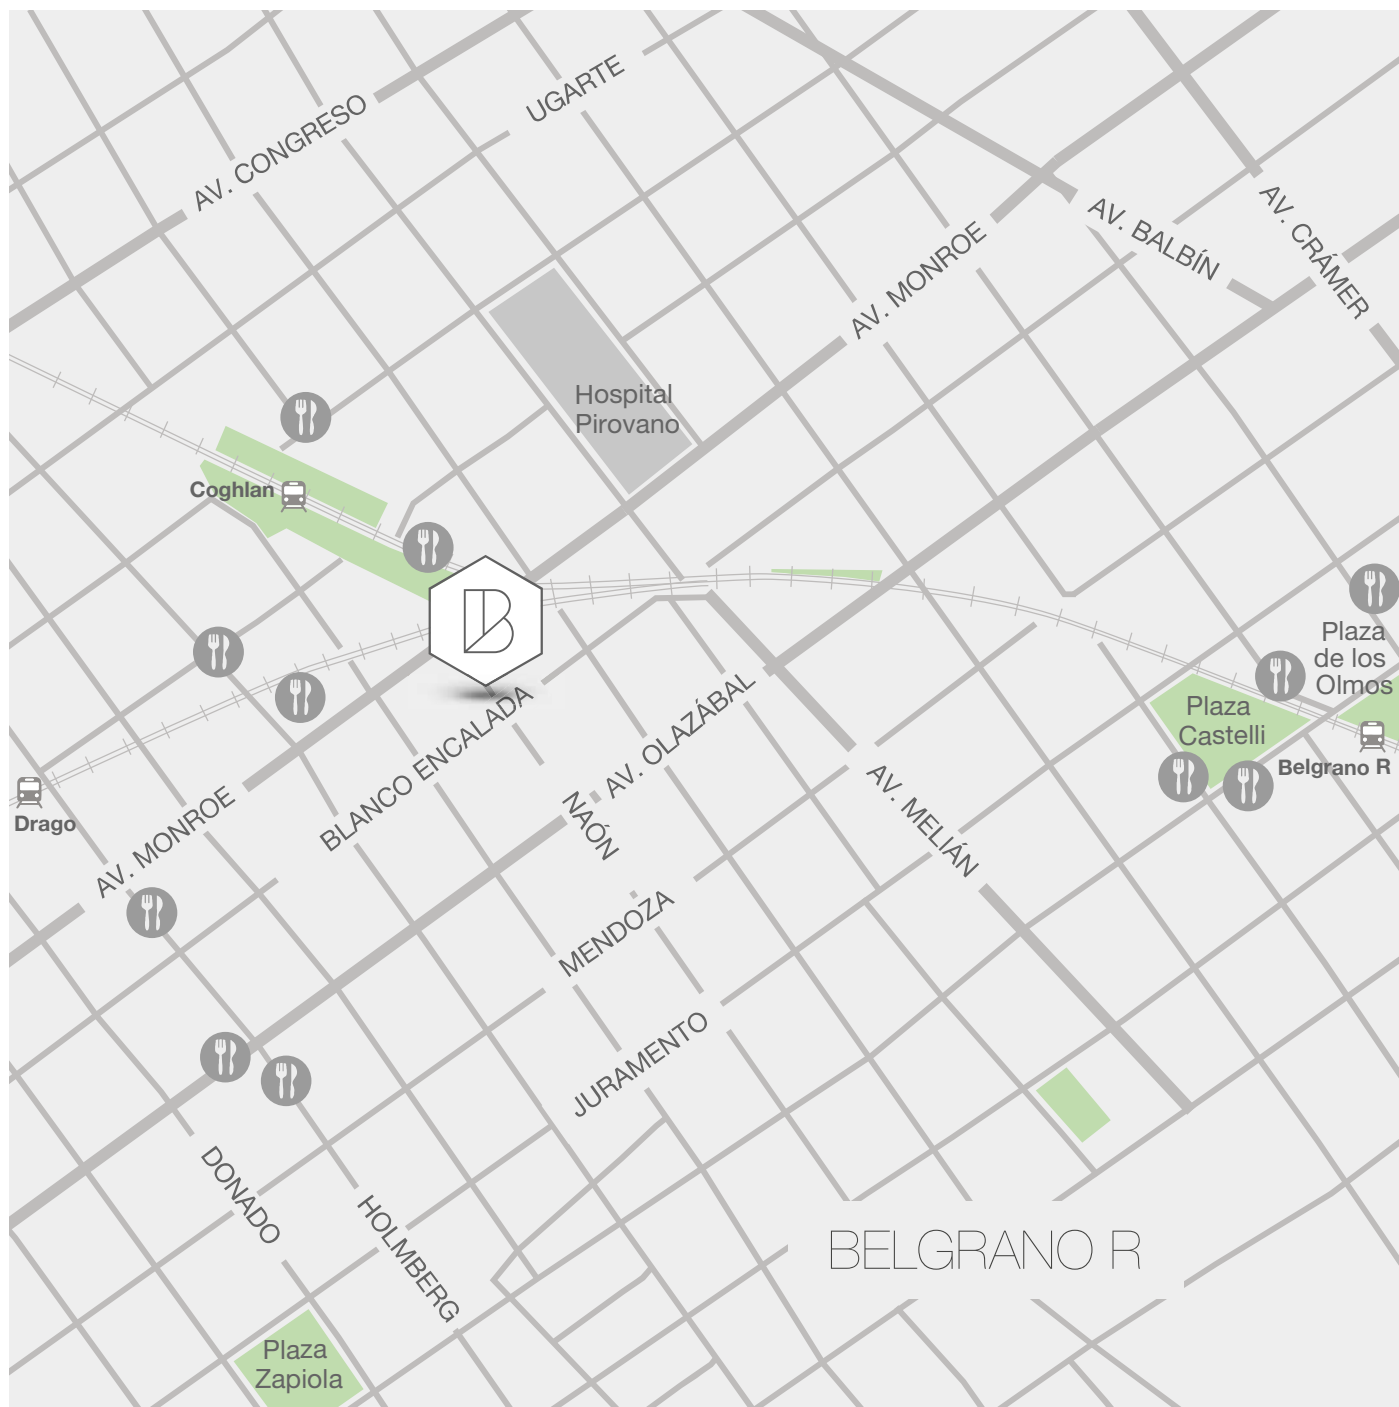 UGARTE
AV. CONGRESO
AV. BALBÍN
AV. CRÁMER
AV. MONROE
Hospital
Pirovano
Coghlan
B
Plaza
de los
Olmos
Plaza
Castelli
Belgrano R
Drago
AV. MONROE
BLANCO ENCALADA
AV. OLAZÁBAL
NAÓN
AV. MELIÁN
MENDOZA
JURAMENTO
DONADO
HOLMBERG
BELGRANO R
Plaza
Zapiola